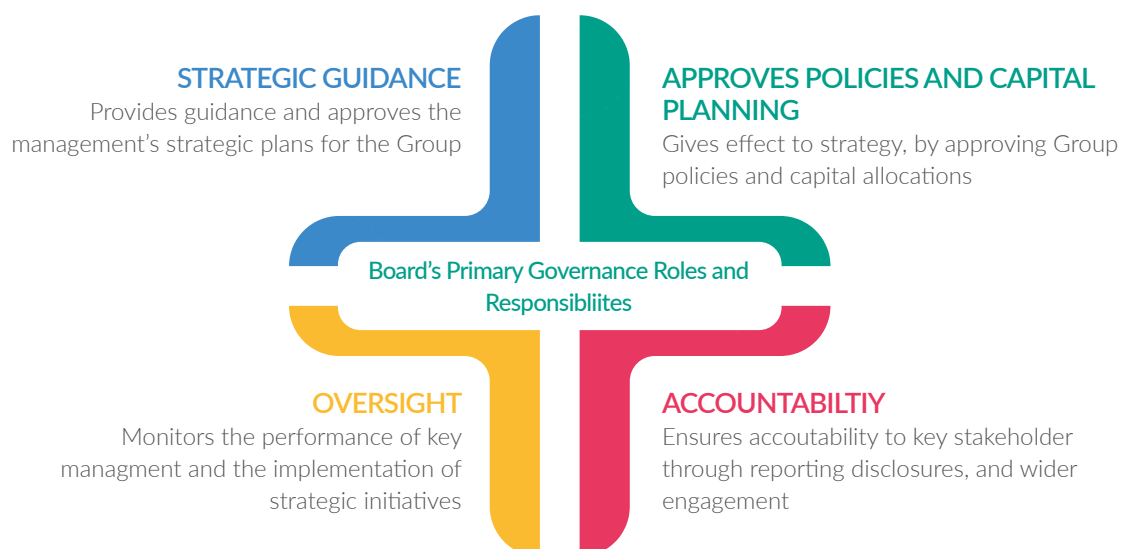 STRATEGIC GUIDANCE
Provides guidance and approves the
management's strategic plans for the Group
APPROVES POLICIES AND CAPITAL
PLANNING
Gives effect to strategy, by approving Group
policies and capital allocations
Board's Primary Governance Roles and
Responsibliites
OVERSIGHT
Monitors the performance of key
managment and the implementation of
strategic initiatives
ACCOUNTABILTIY
Ensures accoutability to key stakeholder
through reporting disclosures, and wider
engagement